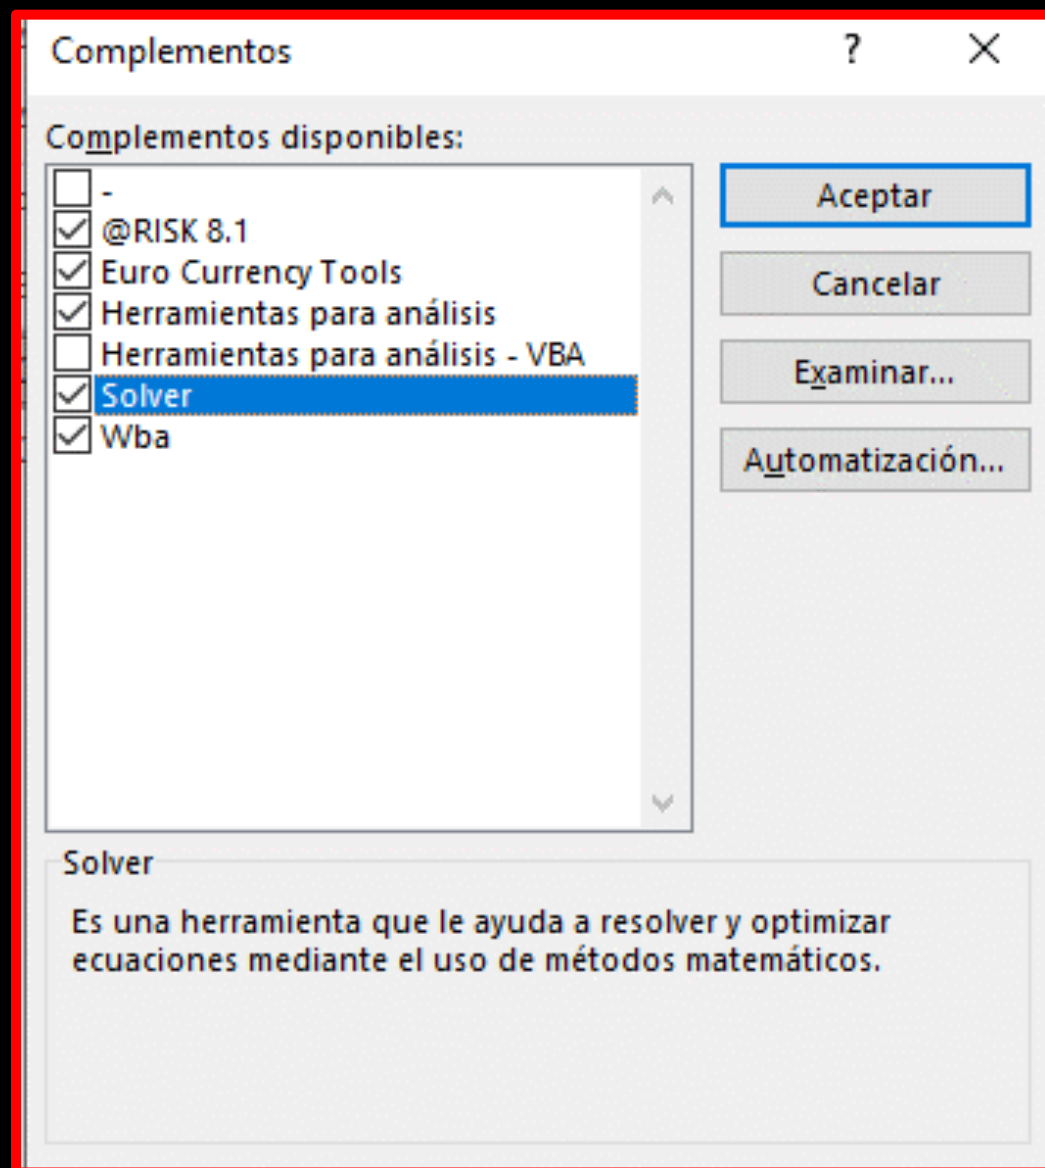 Complementos
?
Complementos disponibles:
-
@RISK 8.1
Euro Currency Tools
Herramientas para análisis
Herramientas para análisis - VBA
Solver
Wba
Aceptar
Cancelar
Examinar...
Automatización...
Solver
Es una herramienta que le ayuda a resolver y optimizar
ecuaciones mediante el uso de métodos matemáticos.